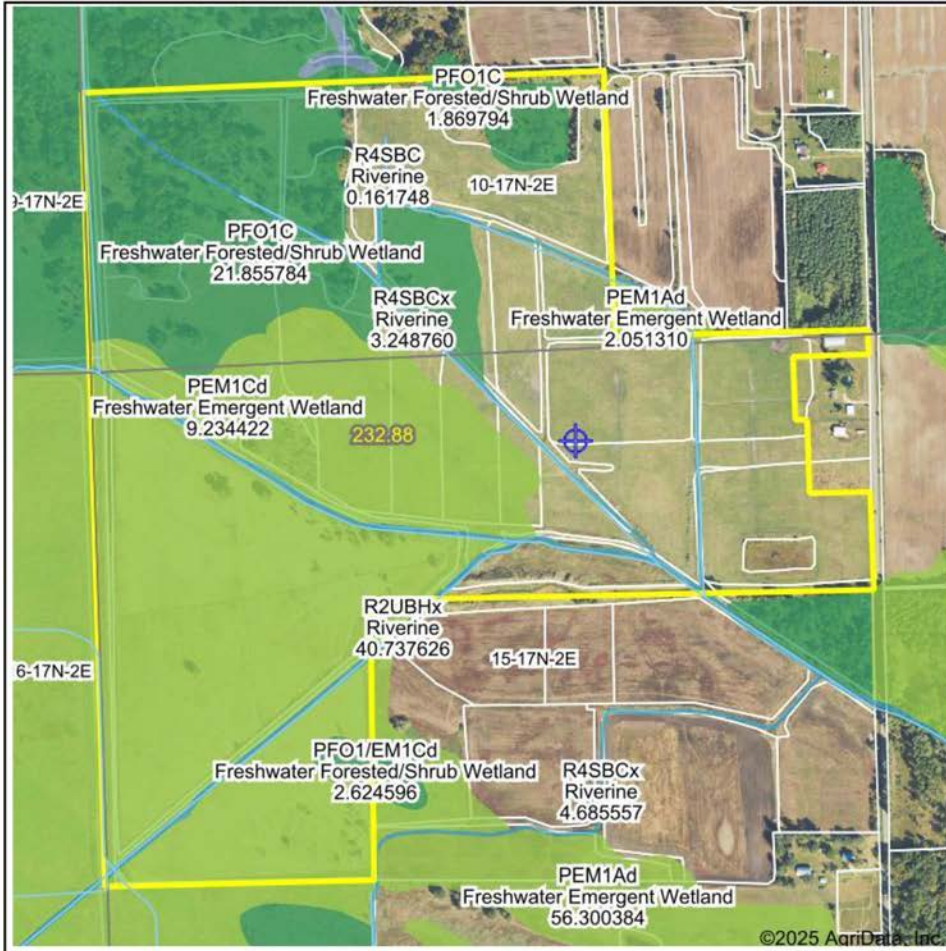 PFO1C
Freshwater Forested/Shrub Wetland
1.869794
R4SBC
Riverine
0.161748
10-17N-2E
9-17N-2E
PFO1C
Freshwater Forested/Shrub Wetland
21.855784
R4SBCx
Riverine
3.248760
PEM1Ad
Freshwater Emergent Wetland
2.051310
PEM1Cd
Freshwater Emergent Wetland
9.234422
232.88
R2UBHx
Riverine
40.737626
15-17N-2E
6-17N-2E
PFO1/EM1Cd
Freshwater Forested/Shrub Wetland
2.624596
R4SBCx
Riverine
4.685557
PEM1Ad
Freshwater Emergent Wetland
56.300384
©2025 AgriData, Inc.